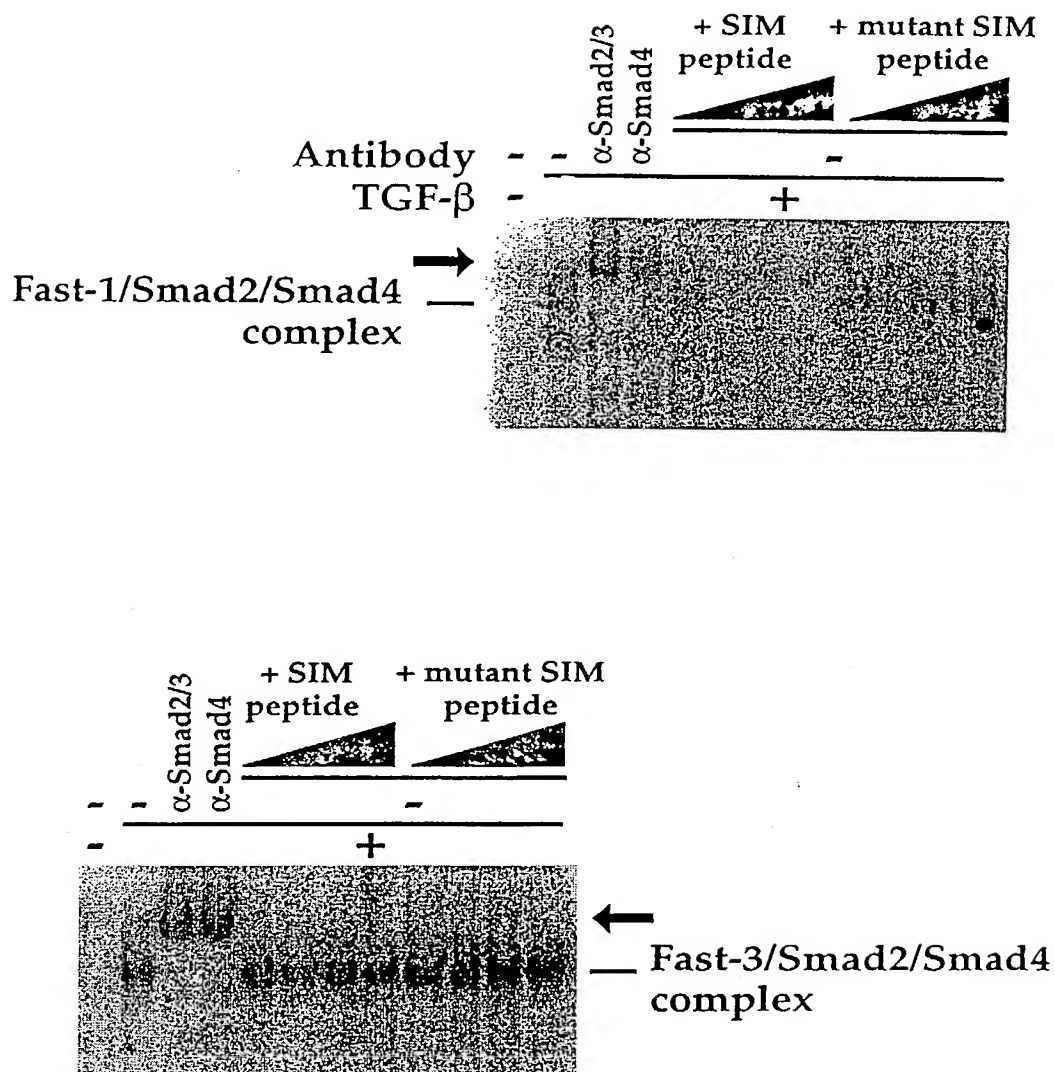 + SIM + mutant SIM
peptide peptide
α-Smad2/3
α-Smad4
Antibody - - -
TGF-β - +
Fast-1/Smad2/Smad4
complex
+ SIM + mutant SIM
peptide peptide
α-Smad2/3
α-Smad4
- - -
- +
Fast-3/Smad2/Smad4
complex